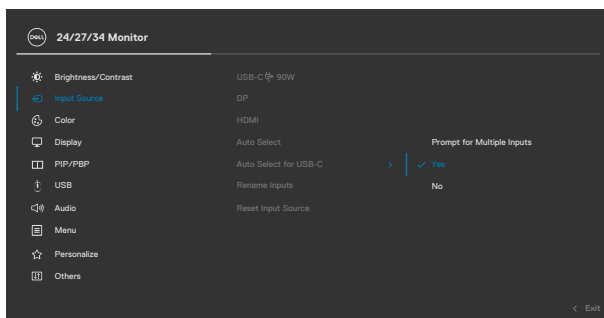 DELL 24/27/34 Monitor
Brightness/Contrast
Input Source
Color
Display
PIP/PBP
USB
Audio
Menu
Personalize
Others
USB-C 90W
DP
HDMI
Auto Select
Auto Select for USB-C
Rename Inputs
Reset Input Source
Prompt for Multiple Inputs
Yes
No
Exit